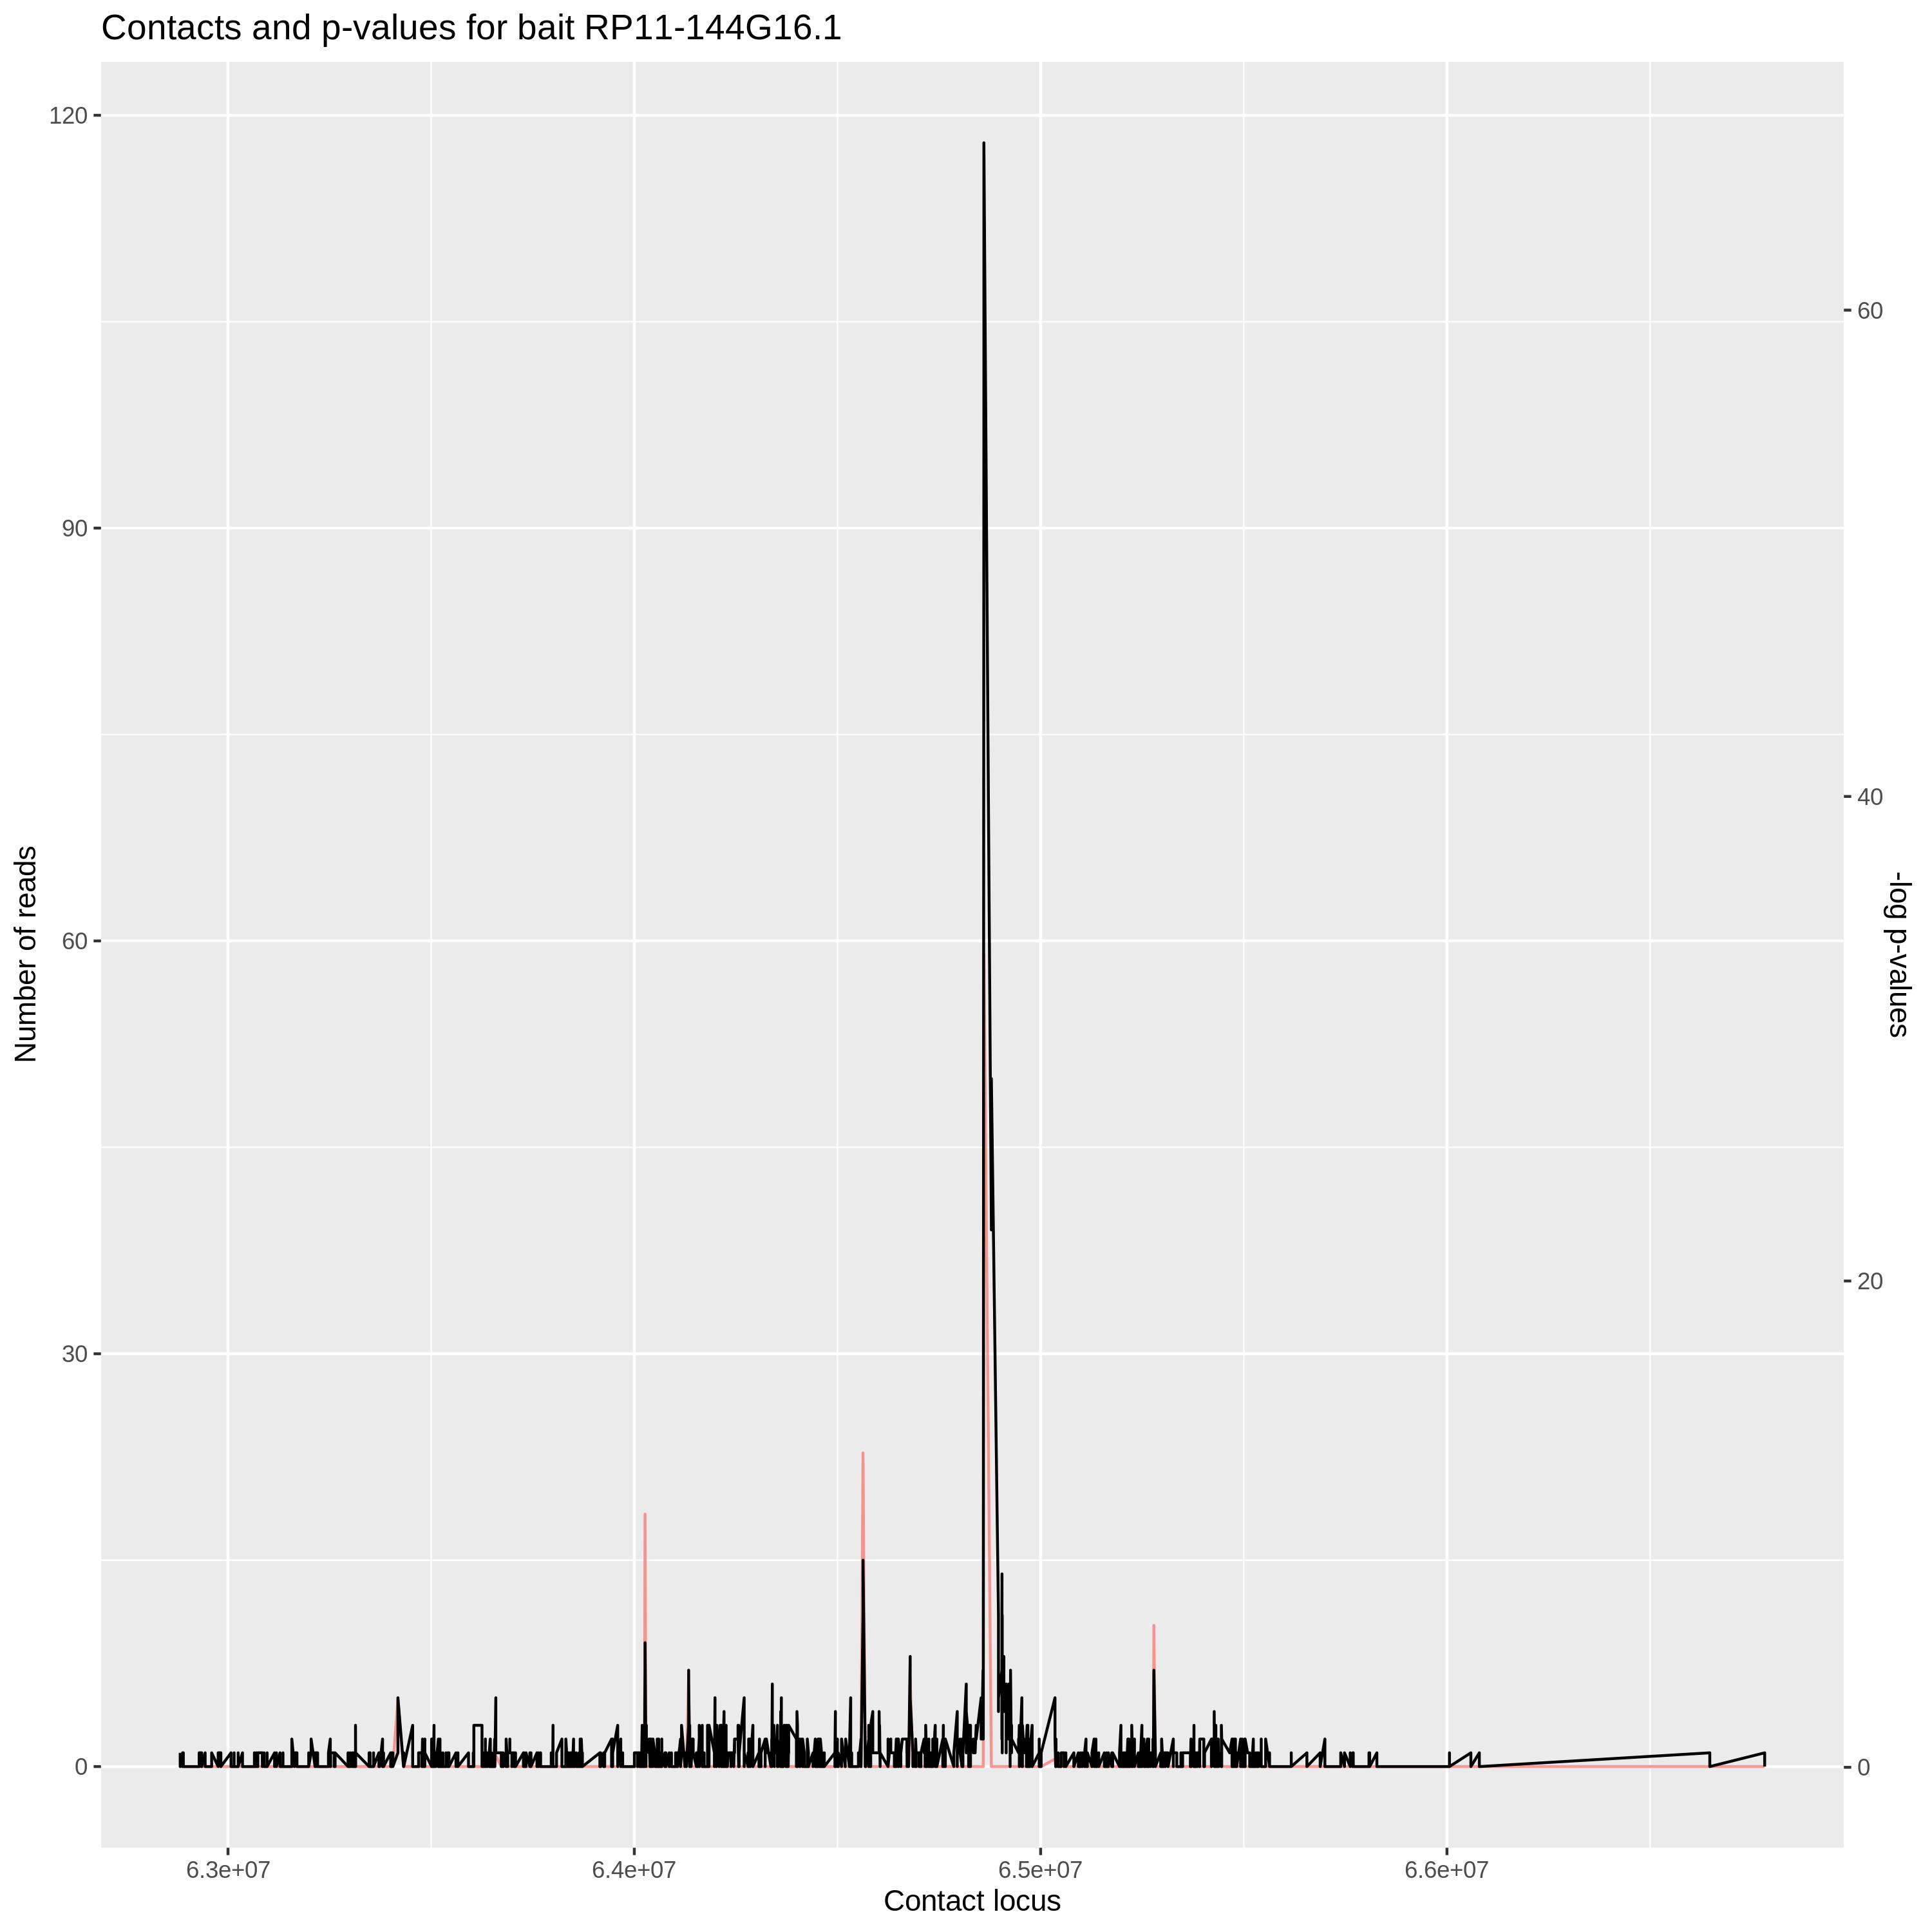 Contacts and p-values for bait RP11-144G16.1
120
90
60
30
0
Number of reads
60
40
20
0
-log p-values
6.3e+07
6.4e+07
6.5e+07
6.6e+07
Contact locus